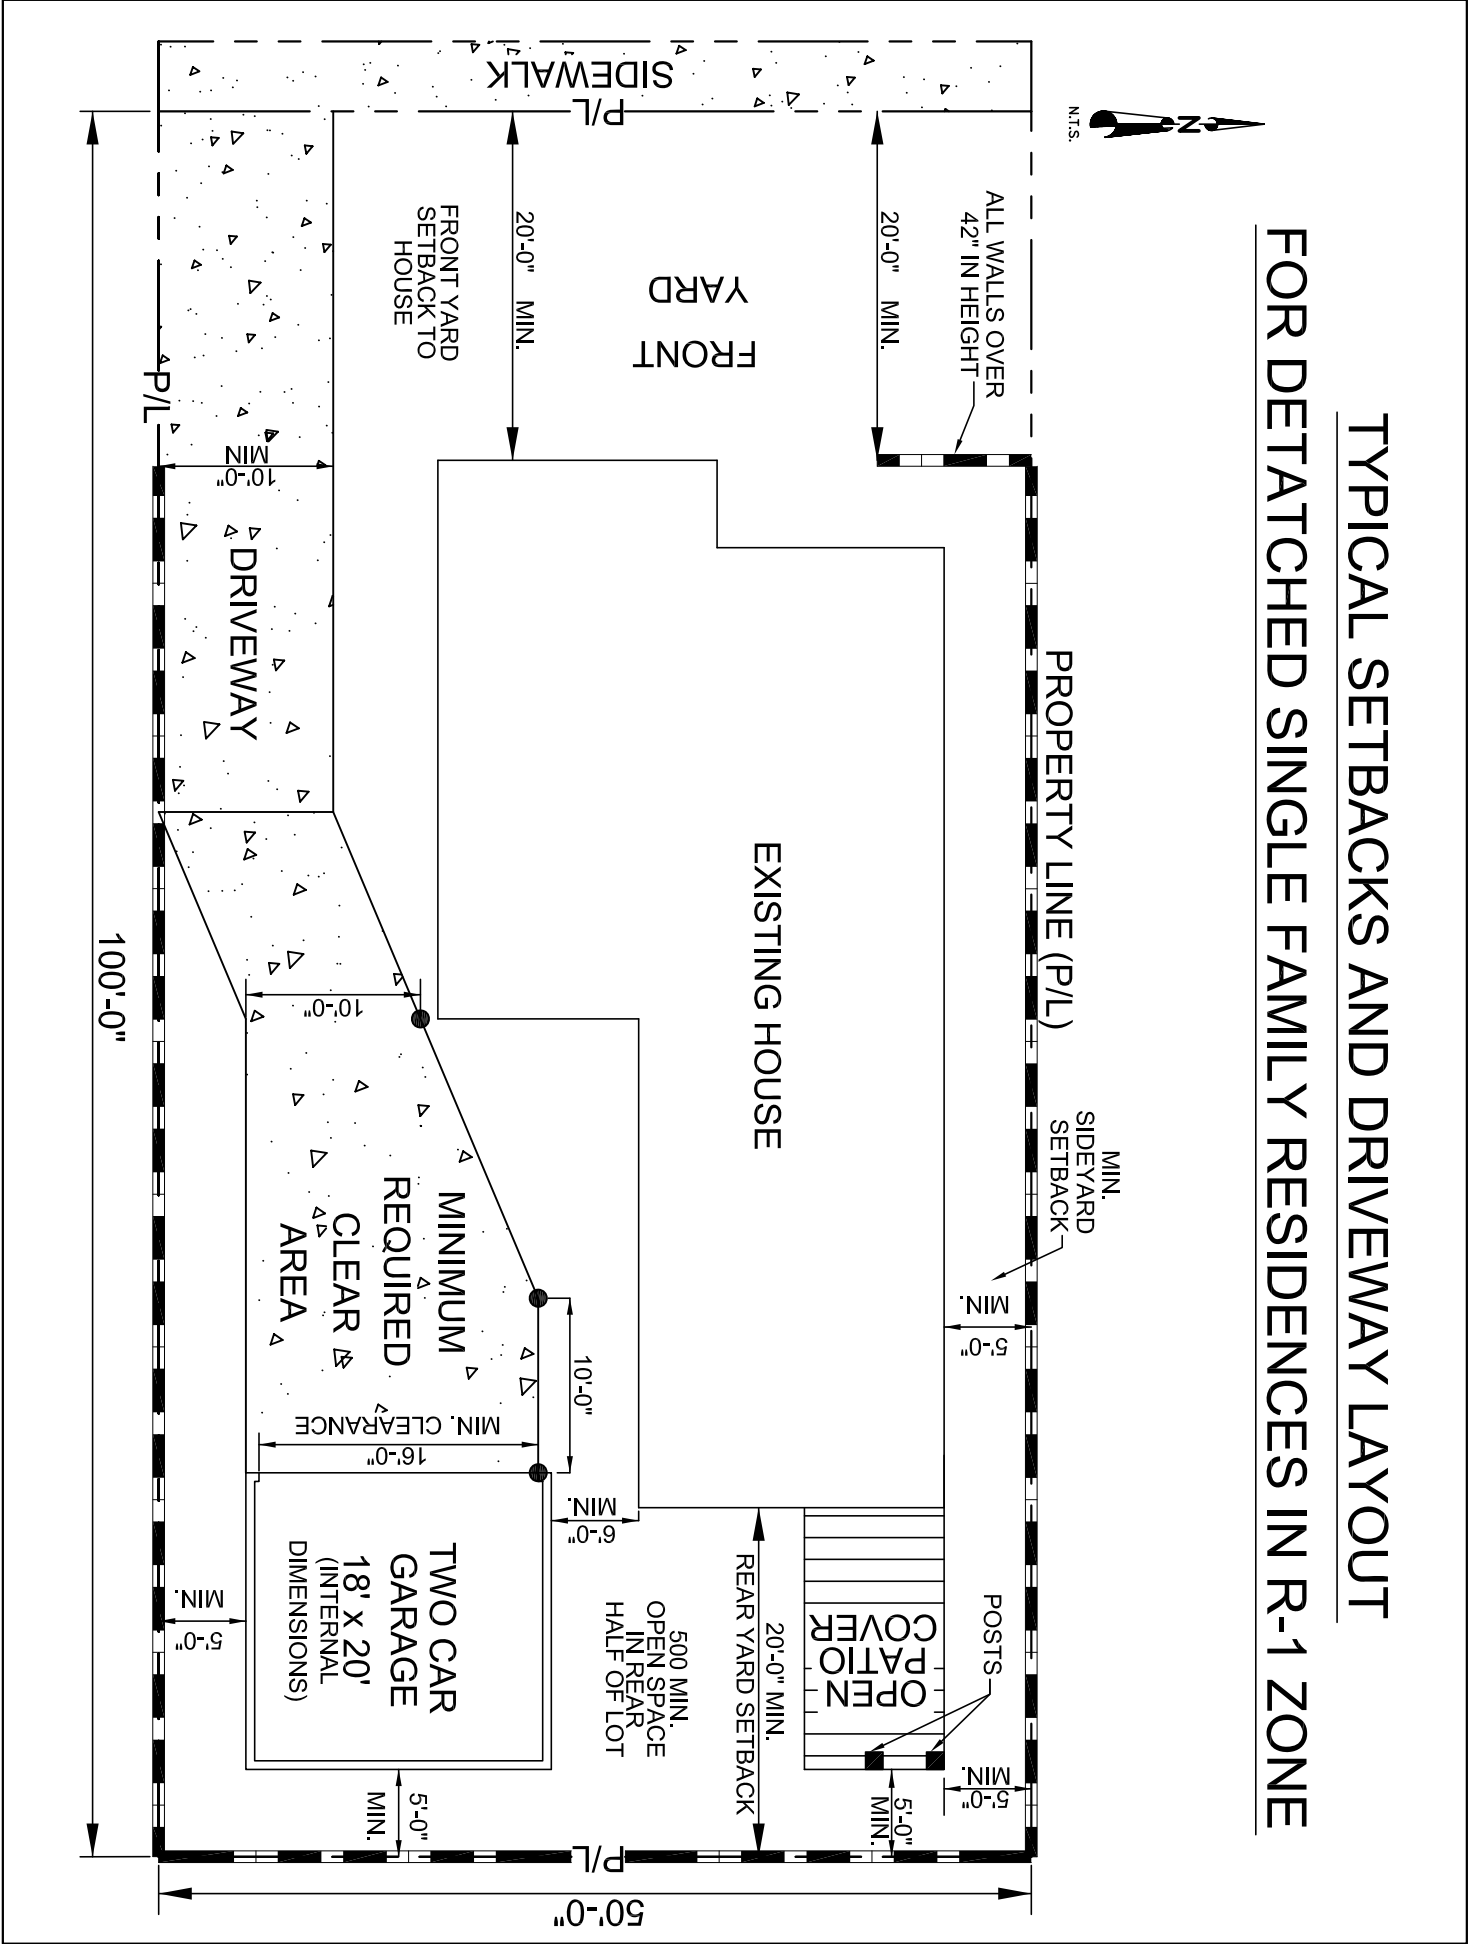 TYPICAL SETBACKS AND DRIVEWAY LAYOUT
FOR DETATCHED SINGLE FAMILY RESIDENCES IN R-1 ZONE
N
N.T.S.
PROPERTY LINE (P/L)
MIN.
SIDEYARD
SETBACK
ALL WALLS OVER
42" IN HEIGHT
20'-0" MIN.
5'-0"
MIN.
POSTS
5'-0"
MIN.
5'-0"
MIN.
OPEN
PATIO
COVER
SIDEWALK
P/L
FRONT
YARD
EXISTING HOUSE
20'-0" MIN.
REAR YARD SETBACK
20'-0" MIN.
FRONT YARD
SETBACK TO
HOUSE
500 MIN.
OPEN SPACE
IN REAR
HALF OF LOT
P/L
50'-0"
10'-0"
6'-0"
MIN.
16'-0"
MIN. CLEARANCE
MINIMUM
REQUIRED
CLEAR
AREA
10'-0"
TWO CAR
GARAGE
18' x 20'
(INTERNAL
DIMENSIONS)
5'-0"
MIN.
5'-0"
MIN.
10'-0"
MIN
DRIVEWAY
P/L
100'-0"